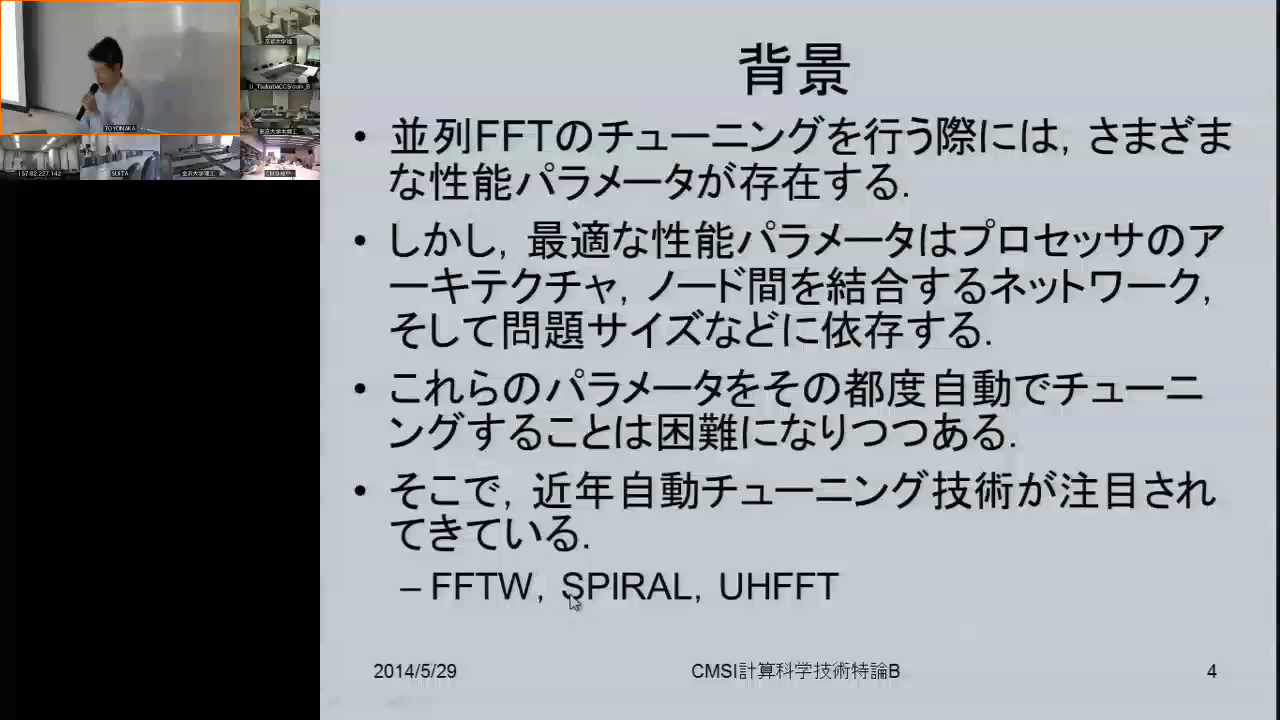 背景
• 並列FFTのチューニングを行う際には, さまざま
な性能パラメータが存在する.
• しかし, 最適な性能パラメータはプロセッサのア
ーキテクチャ, ノード間を結合するネットワーク,
そして問題サイズなどに依存する.
• これらのパラメータをその都度自動でチューニ
ングすることは困難になりつつある.
• そこで, 近年自動チューニング技術が注目され
てきている.
– FFTW, SPIRAL, UHFFT
2014/5/29
CMSI計算科学技術特論B
4
TOYONAKA
U_TsukubaCCSroom_B
157.82.227.142
SUITA